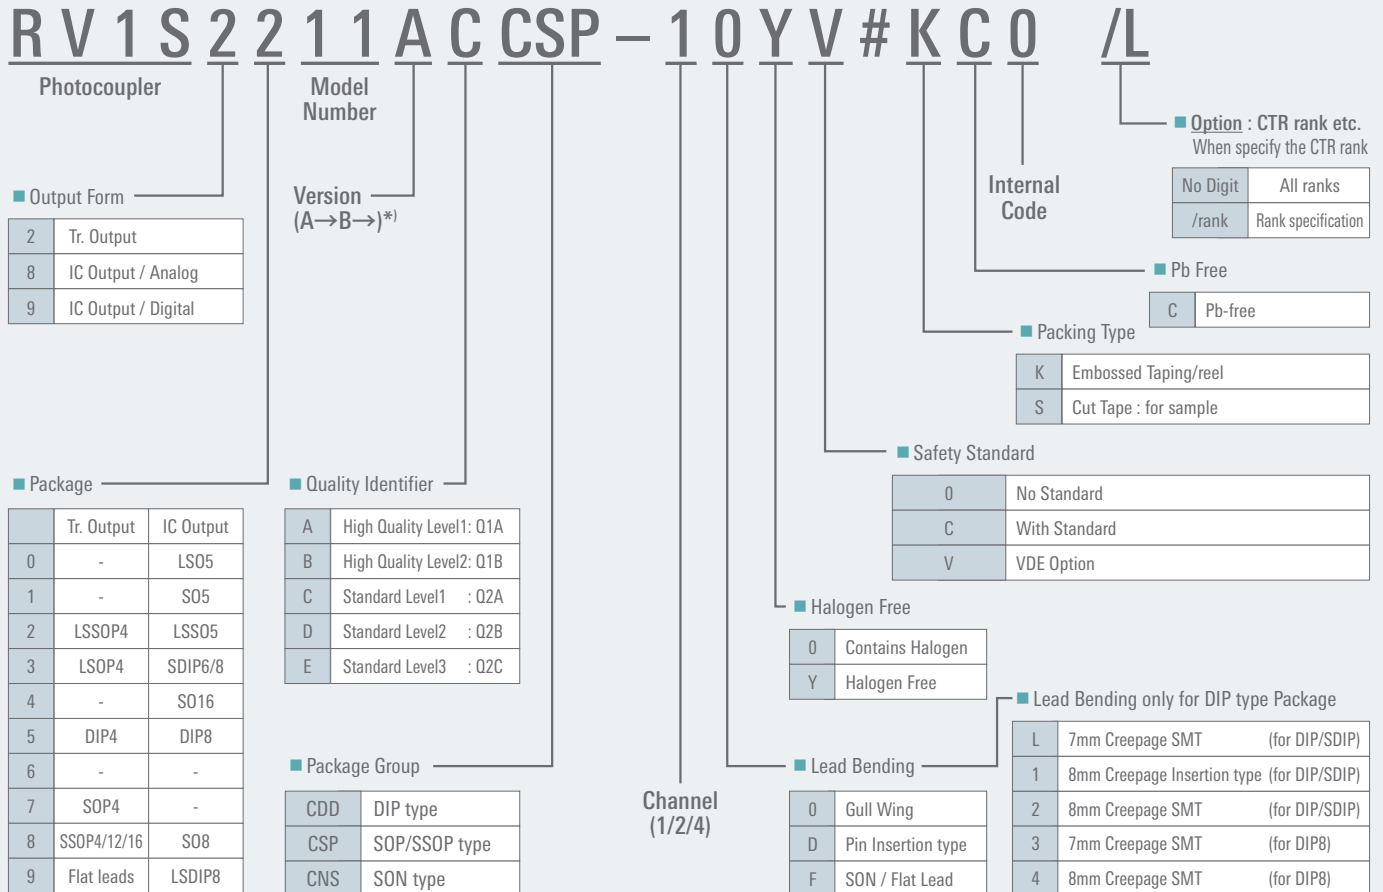 RV1S2211ACCSP–10YV#KC0 /L
Photocoupler
Model
Number
■ Option : CTR rank etc.
When specify the CTR rank
No Digit All ranks
/rank Rank specification
■ Output Form
2 Tr. Output
8 IC Output / Analog
9 IC Output / Digital
Version
(A→B→)*)
Internal
Code
■ Pb Free
C Pb-free
■ Packing Type
K Embossed Taping/reel
S Cut Tape : for sample
■ Safety Standard
0 No Standard
C With Standard
V VDE Option
■ Package
Tr. Output IC Output
0 - LSO5
1 - SO5
2 LSSOP4 LSSO5
3 LSOP4 SDIP6/8
4 - SO16
5 DIP4 DIP8
6 - -
7 SOP4 -
8 SSOP4/12/16 SO8
9 Flat leads LSDIP8
■ Quality Identifier
A High Quality Level1: Q1A
B High Quality Level2: Q1B
C Standard Level1 : Q2A
D Standard Level2 : Q2B
E Standard Level3 : Q2C
■ Package Group
CDD DIP type
CSP SOP/SSOP type
CNS SON type
Channel
(1/2/4)
■ Halogen Free
0 Contains Halogen
Y Halogen Free
■ Lead Bending
0 Gull Wing
D Pin Insertion type
F SON / Flat Lead
■ Lead Bending only for DIP type Package
L 7mm Creepage SMT (for DIP/SDIP)
1 8mm Creepage Insertion type (for DIP/SDIP)
2 8mm Creepage SMT (for DIP/SDIP)
3 7mm Creepage SMT (for DIP8)
4 8mm Creepage SMT (for DIP8)